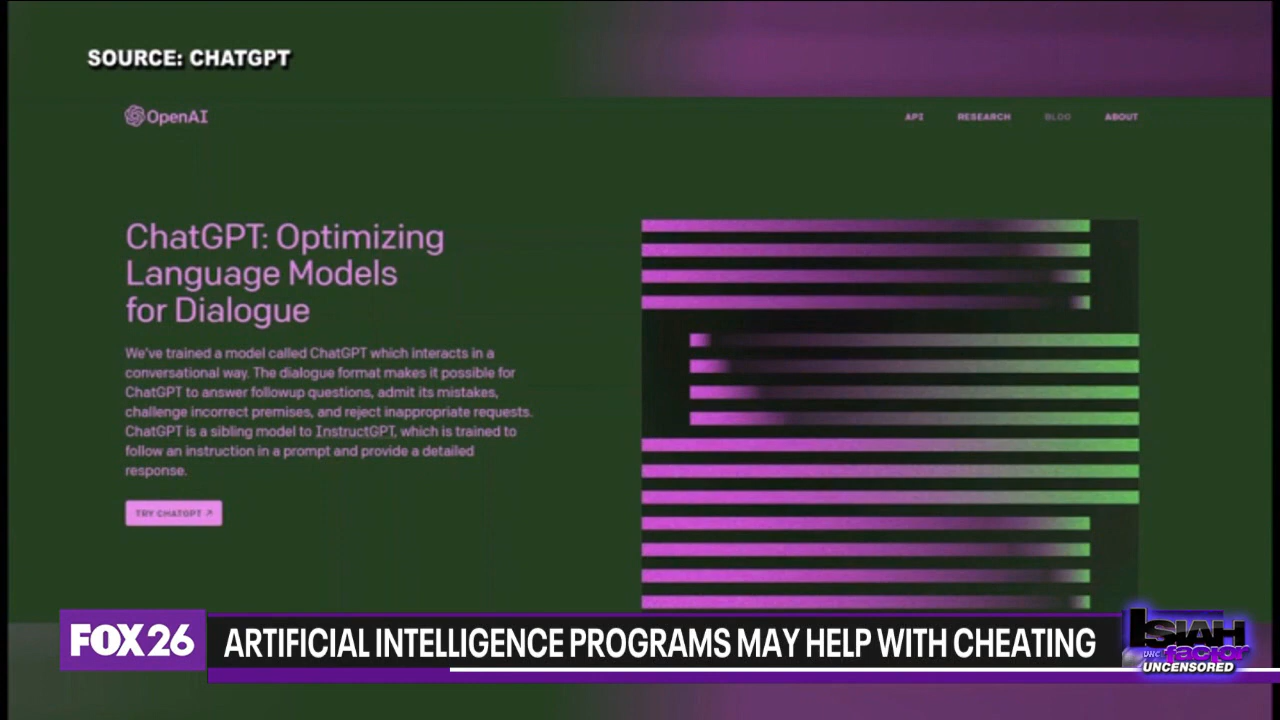 SOURCE: CHATGPT
OpenAI
API RESEARCH BLOG ABOUT
ChatGPT: Optimizing
Language Models
for Dialogue
We've trained a model called ChatGPT which interacts in a
conversational way. The dialogue format makes it possible for
ChatGPT to answer followup questions, admit its mistakes,
challenge incorrect premises, and reject inappropriate requests.
ChatGPT is a sibling model to InstructGPT, which is trained to
follow an instruction in a prompt and provide a detailed
response.
TRY CHATGPT ↗
FOX 26
ARTIFICIAL INTELLIGENCE PROGRAMS MAY HELP WITH CHEATING
ISIAH
THE factor
UNCENSORED